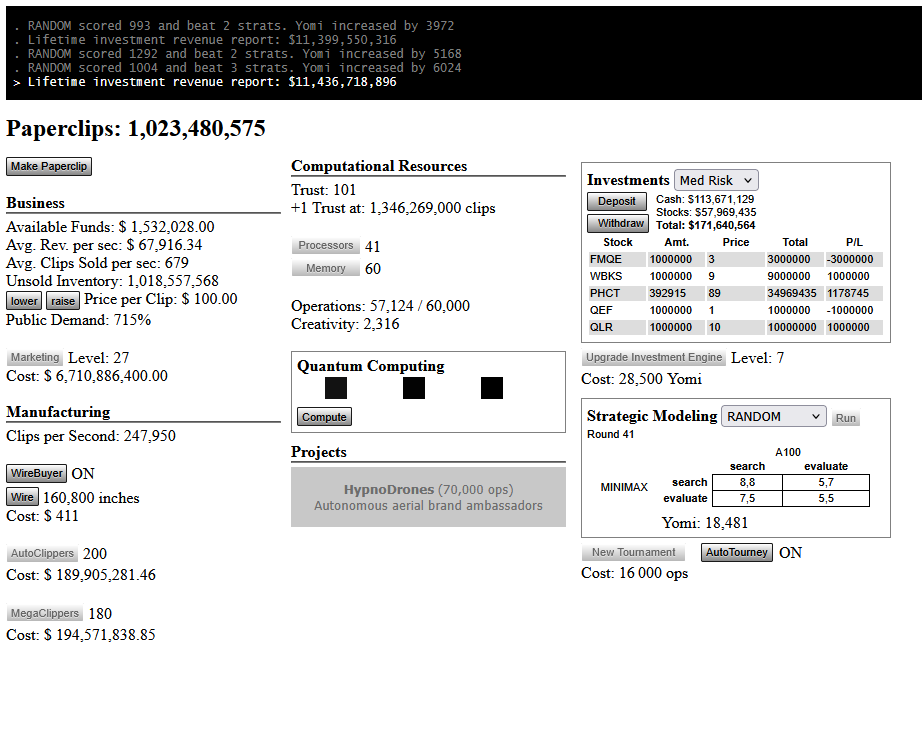 . RANDOM scored 993 and beat 2 strats. Yomi increased by 3972
. Lifetime investment revenue report: $11,399,550,316
. RANDOM scored 1292 and beat 2 strats. Yomi increased by 5168
. RANDOM scored 1004 and beat 3 strats. Yomi increased by 6024
> Lifetime investment revenue report: $11,436,718,896
Paperclips: 1,023,480,575
Make Paperclip
Business
Available Funds: $ 1,532,028.00
Avg. Rev. per sec: $ 67,916.34
Avg. Clips Sold per sec: 679
Unsold Inventory: 1,018,557,568
lower raise Price per Clip: $ 100.00
Public Demand: 715%
Marketing Level: 27
Cost: $ 6,710,886,400.00
Manufacturing
Clips per Second: 247,950
WireBuyer ON
Wire 160,800 inches
Cost: $ 411
AutoClippers 200
Cost: $ 189,905,281.46
MegaClippers 180
Cost: $ 194,571,838.85
Computational Resources
Trust: 101
+1 Trust at: 1,346,269,000 clips
Processors 41
Memory 60
Operations: 57,124 / 60,000
Creativity: 2,316
Quantum Computing
Compute
Projects
HypnoDrones (70,000 ops)
Autonomous aerial brand ambassadors
Investments Med Risk
Deposit Cash: $113,671,129
Stocks: $57,969,435
Withdraw Total: $171,640,564
Stock Amt. Price Total P/L
FMQE 1000000 3 3000000 -3000000
WBKS 1000000 9 9000000 1000000
PHCT 392915 89 34969435 1178745
QEF 1000000 1 1000000 -1000000
QLR 1000000 10 10000000 1000000
Upgrade Investment Engine Level: 7
Cost: 28,500 Yomi
Strategic Modeling RANDOM Run
Round 41
A100
search evaluate
MINIMAX search 8,8 5,7
evaluate 7,5 5,5
Yomi: 18,481
New Tournament AutoTourney ON
Cost: 16 000 ops